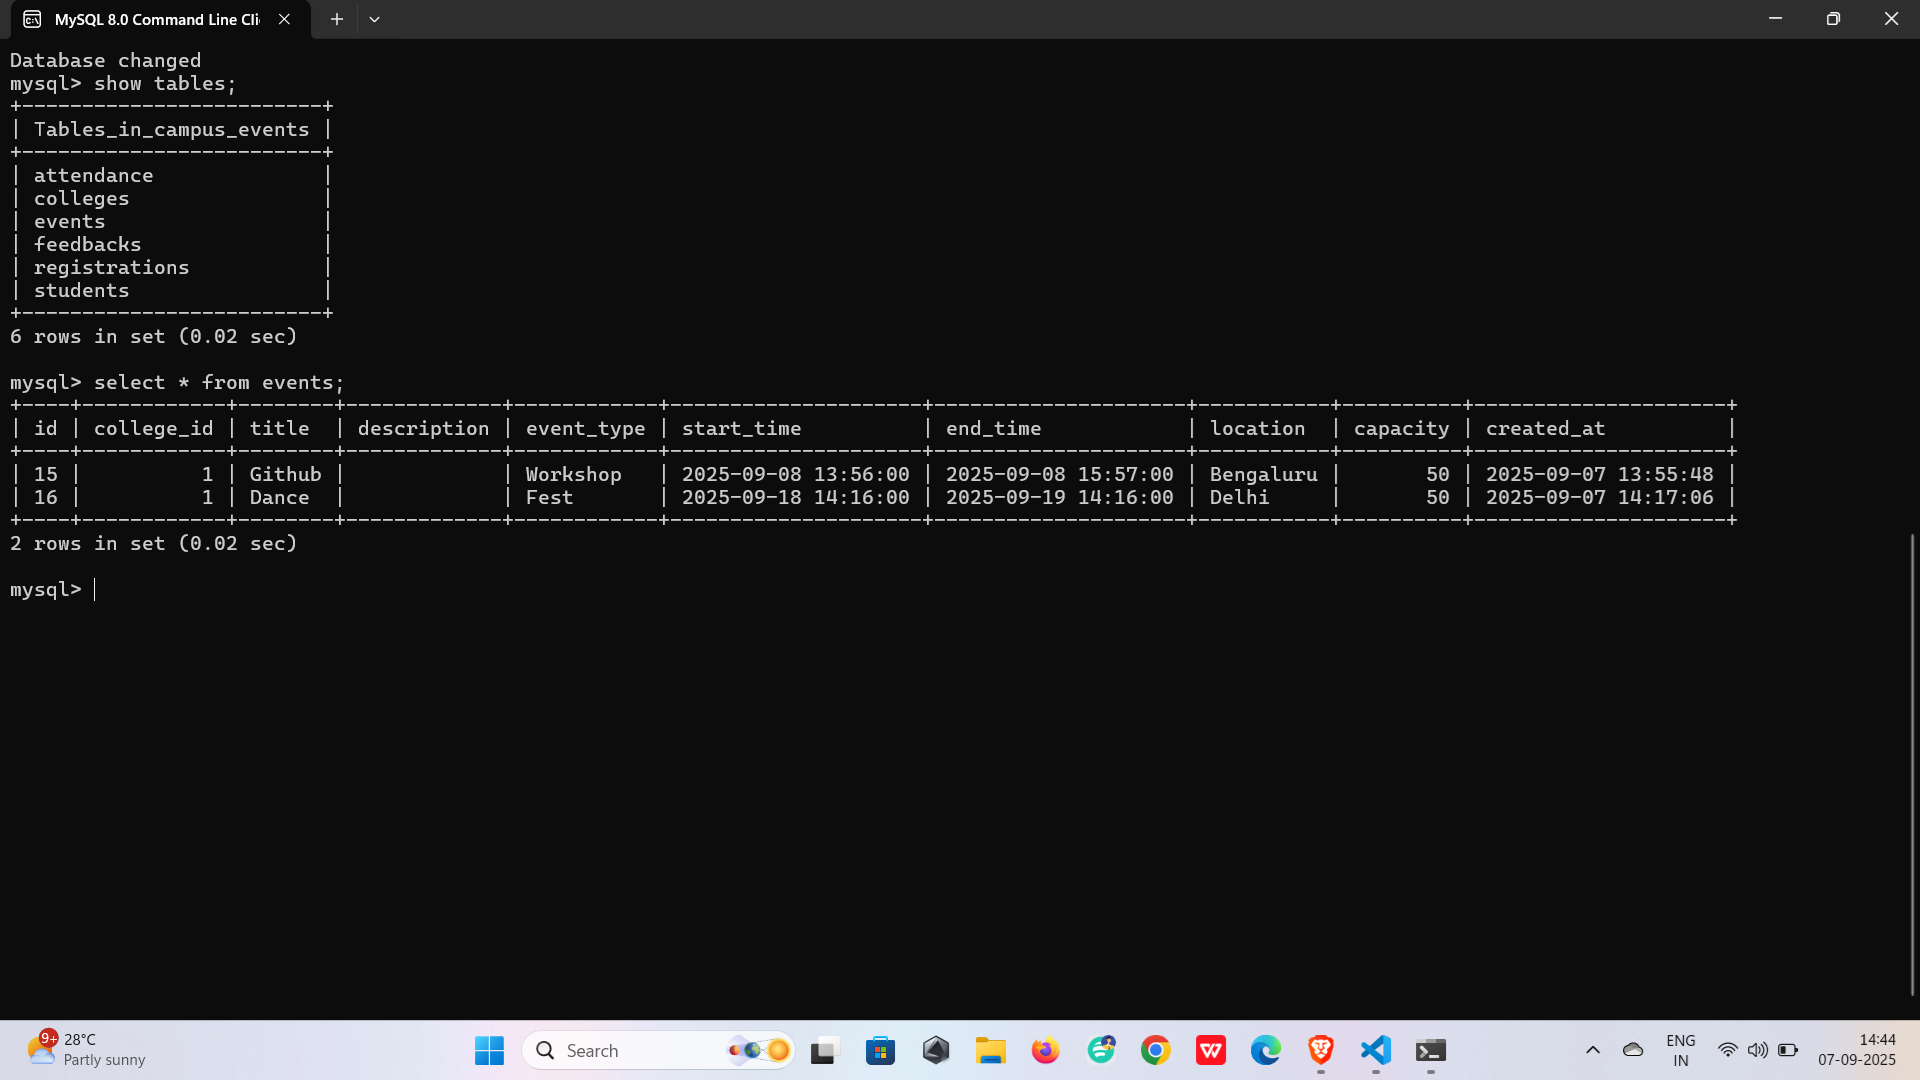 MySQL 8.0 Command Line Cli
Database changed
mysql> show tables;
+-------------------------+
| Tables_in_campus_events |
+-------------------------+
| attendance              |
| colleges                |
| events                  |
| feedbacks               |
| registrations           |
| students                |
+-------------------------+
6 rows in set (0.02 sec)
mysql> select * from events;
+----+------------+--------+-------------+------------+---------------------+---------------------+-----------+----------+---------------------+
| id | college_id | title  | description | event_type | start_time          | end_time            | location  | capacity | created_at          |
+----+------------+--------+-------------+------------+---------------------+---------------------+-----------+----------+---------------------+
| 15 |          1 | Github |             | Workshop   | 2025-09-08 13:56:00 | 2025-09-08 15:57:00 | Bengaluru |       50 | 2025-09-07 13:55:48 |
| 16 |          1 | Dance  |             | Fest       | 2025-09-18 14:16:00 | 2025-09-19 14:16:00 | Delhi     |       50 | 2025-09-07 14:17:06 |
+----+------------+--------+-------------+------------+---------------------+---------------------+-----------+----------+---------------------+
2 rows in set (0.02 sec)
mysql>
9+
28°C
Partly sunny
Search
W
ENG
IN
14:44
07-09-2025